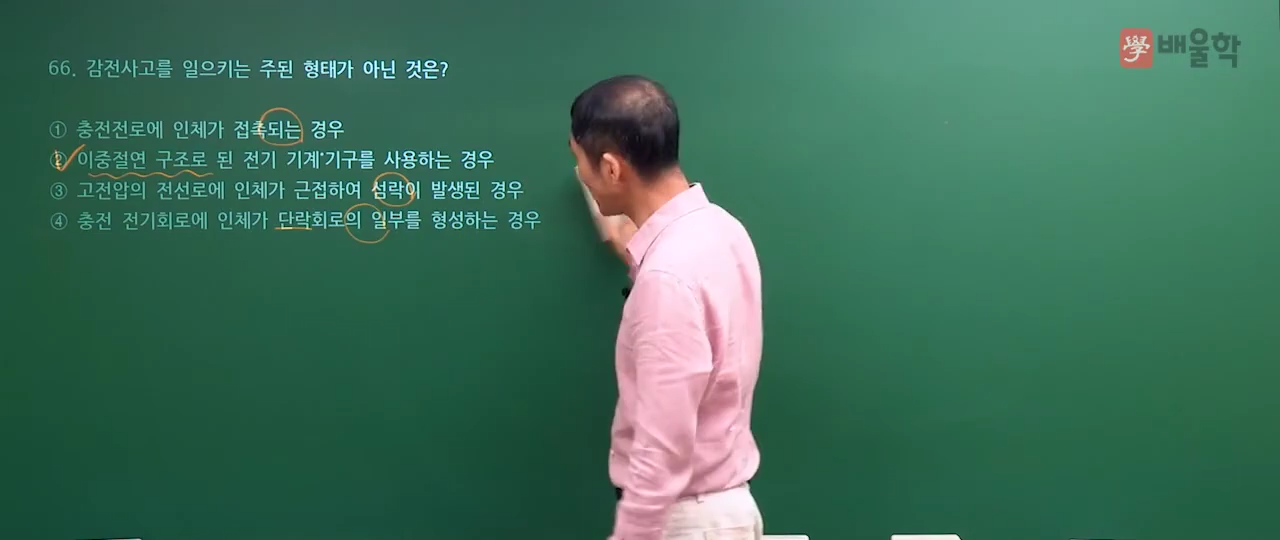 學 배울학
66. 감전사고를 일으키는 주된 형태가 아닌 것은?
① 충전전로에 인체가 접촉되는 경우
② 이중절연 구조로 된 전기 기계·기구를 사용하는 경우
③ 고전압의 전선로에 인체가 근접하여 섬락이 발생된 경우
④ 충전 전기회로에 인체가 단락회로의 일부를 형성하는 경우